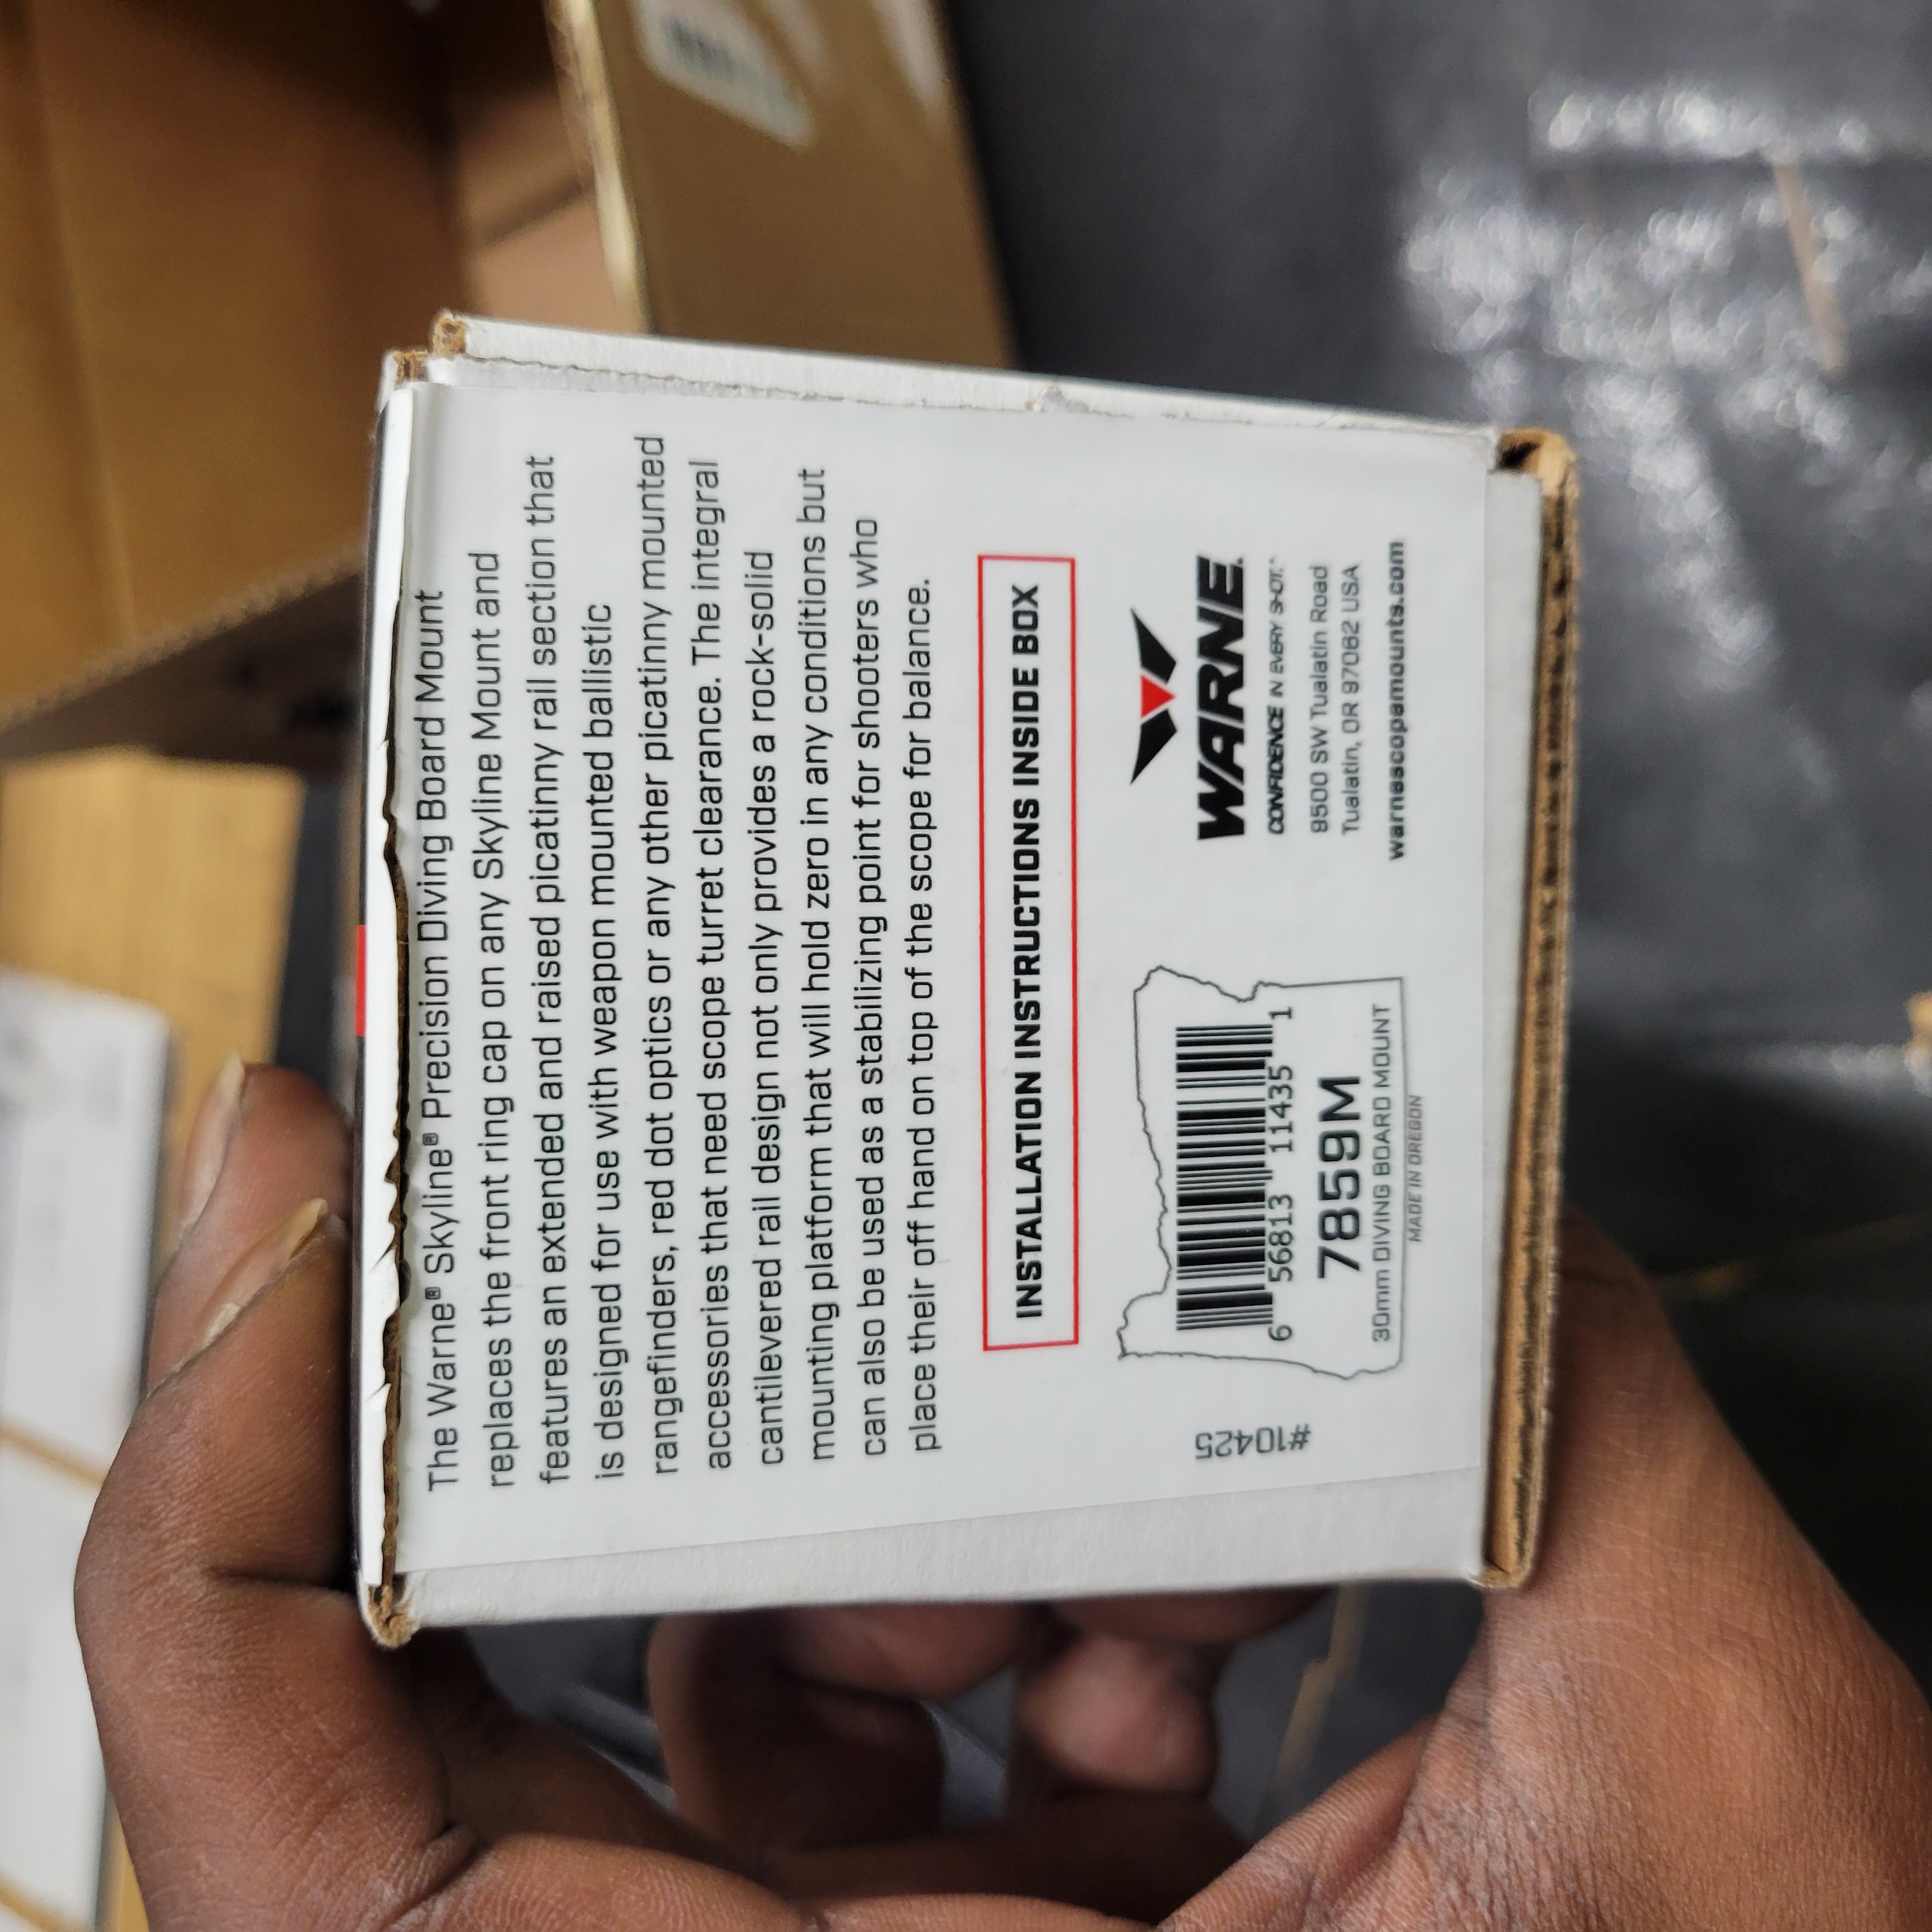 The Warne® Skyline® Precision Diving Board Mount
replaces the front ring cap on any Skyline Mount and
features an extended and raised picatinny rail section that
is designed for use with weapon mounted ballistic
rangefinders, red dot optics or any other picatinny mounted
accessories that need scope turret clearance. The integral
cantilevered rail design not only provides a rock-solid
mounting platform that will hold zero in any conditions but
can also be used as a stabilizing point for shooters who
place their off hand on top of the scope for balance.
INSTALLATION INSTRUCTIONS INSIDE BOX
#10425
6 56813 11435 1
7859M
30mm DIVING BOARD MOUNT
MADE IN OREGON
WARNE
CONFIDENCE IN EVERY SHOT.
9500 SW Tualatin Road
Tualatin, OR 97062 USA
warnescopemounts.com